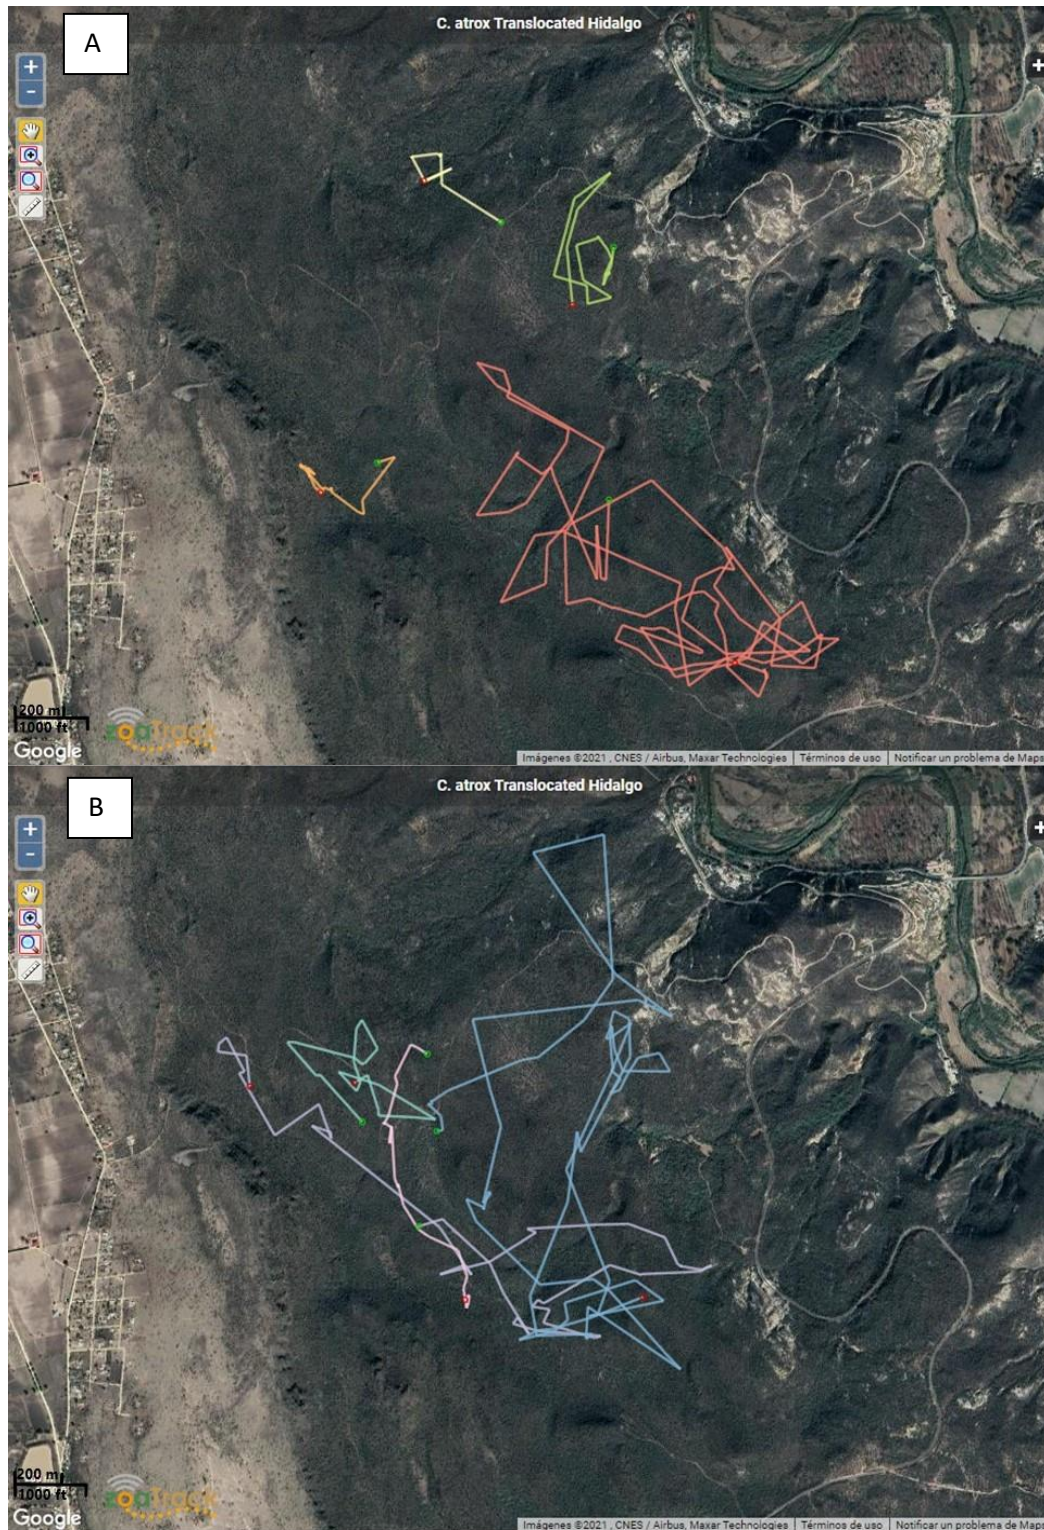 A
C. atrox Translocated Hidalgo
+
+
-
200 m
1000 ft
zoaTrack
Google
Imágenes ©2021 , CNES / Airbus, Maxar Technologies
Términos de uso
Notificar un problema de Maps
B
C. atrox Translocated Hidalgo
+
+
-
200 m
1000 ft
zoaTrack
Google
Imágenes ©2021 , CNES / Airbus, Maxar Technologies
Términos de uso
Notificar un problema de Maps